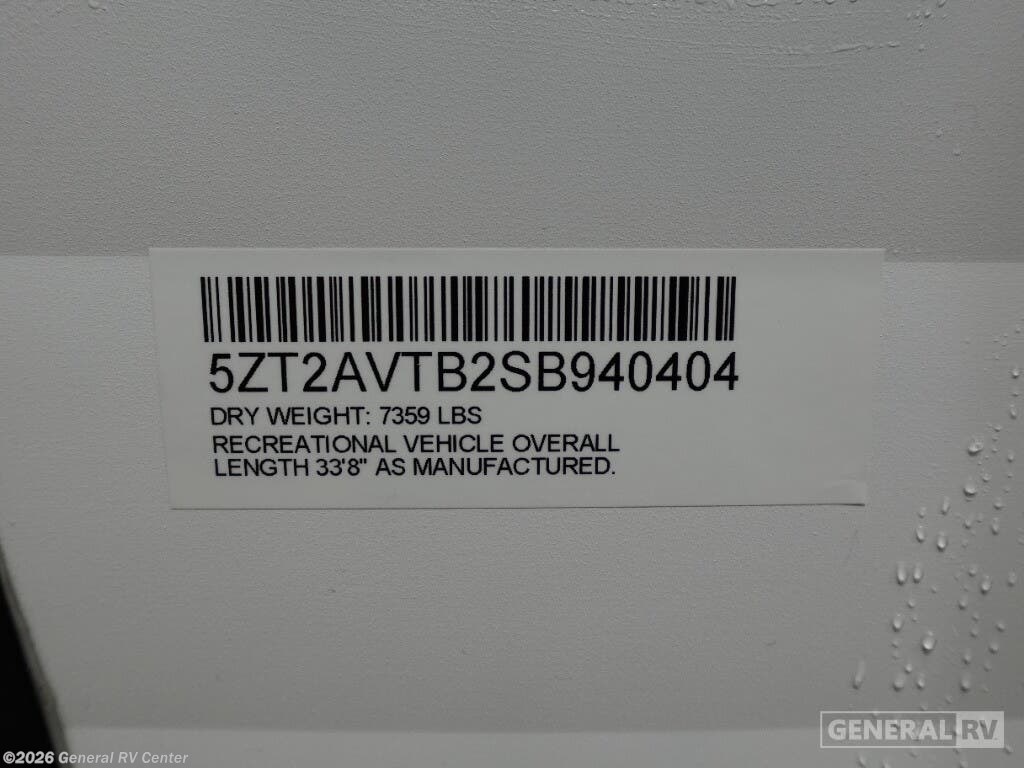 5ZT2AVTB2SB940404
DRY WEIGHT: 7359 LBS
RECREATIONAL VEHICLE OVERALL
LENGTH 33'8" AS MANUFACTURED.
GENERAL RV
©2026 General RV Center